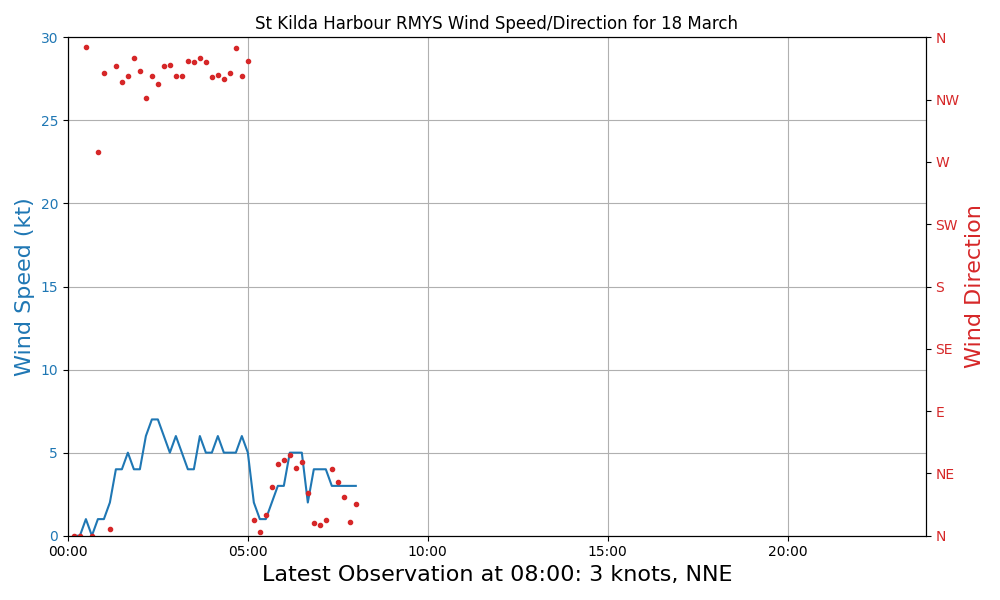 St Kilda Harbour RMYS Wind Speed/Direction for 18 March
30
25
20
15
10
5
0
Wind Speed (kt)
N
NW
W
SW
S
SE
E
NE
N
Wind Direction
00:00
05:00
10:00
15:00
20:00
Latest Observation at 08:00: 3 knots, NNE